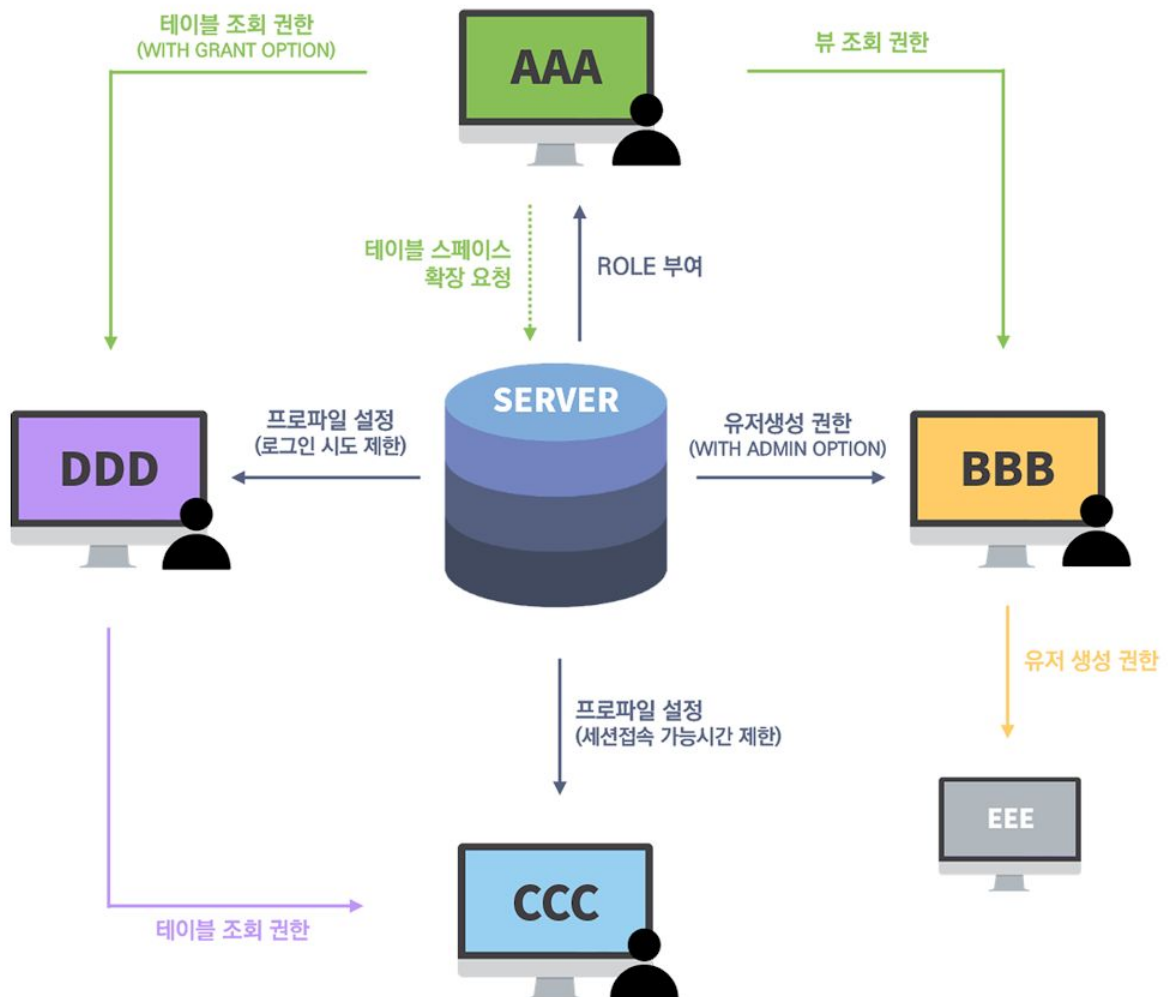 테이블 조회 권한
(WITH GRANT OPTION)
AAA
뷰 조회 권한
테이블 스페이스
확장 요청
ROLE 부여
SERVER
프로파일 설정
(로그인 시도 제한)
유저생성 권한
(WITH ADMIN OPTION)
DDD
BBB
유저 생성 권한
프로파일 설정
(세션접속 가능시간 제한)
EEE
CCC
테이블 조회 권한